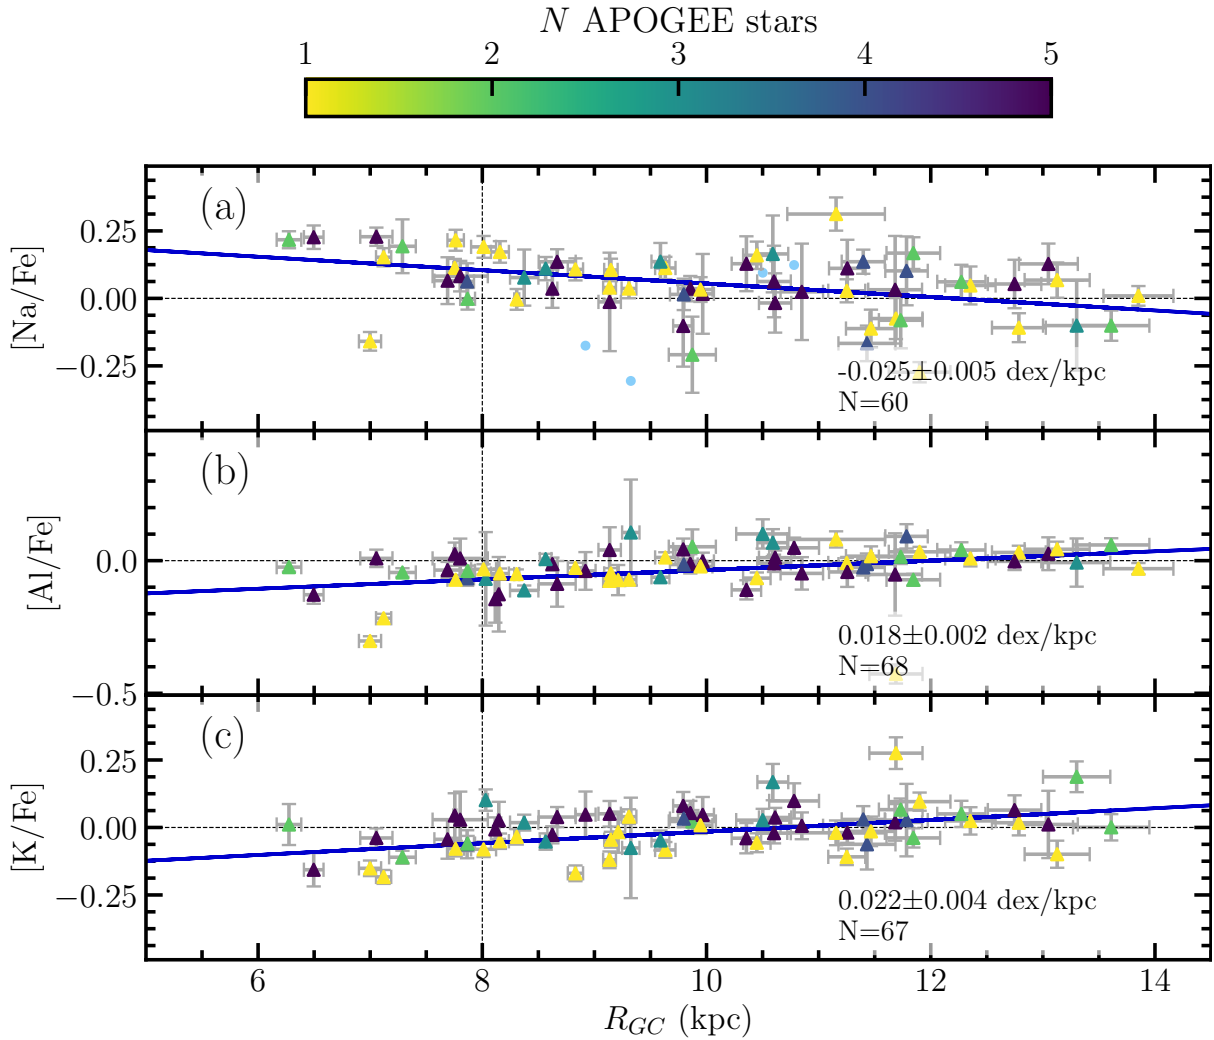 N APOGEE stars
1 2 3 4 5
(a)
[Na/Fe]
0.25
0.00
−0.25
-0.025±0.005 dex/kpc
N=60
(b)
[Al/Fe]
0.0
−0.5
0.018±0.002 dex/kpc
N=68
(c)
[K/Fe]
0.25
0.00
−0.25
0.022±0.004 dex/kpc
N=67
6 8 10 12 14
R_GC (kpc)